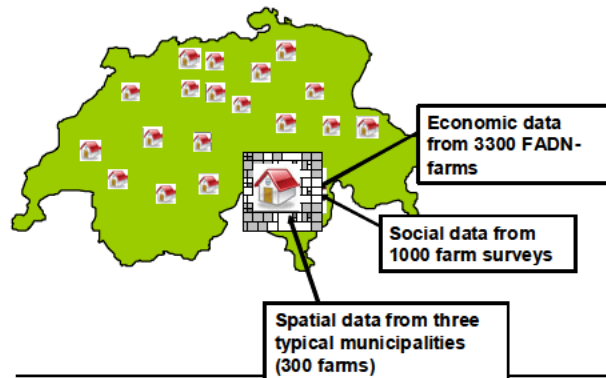 Economic data
from 3300 FADN-
farms
Social data from
1000 farm surveys
Spatial data from three
typical municipalities
(300 farms)